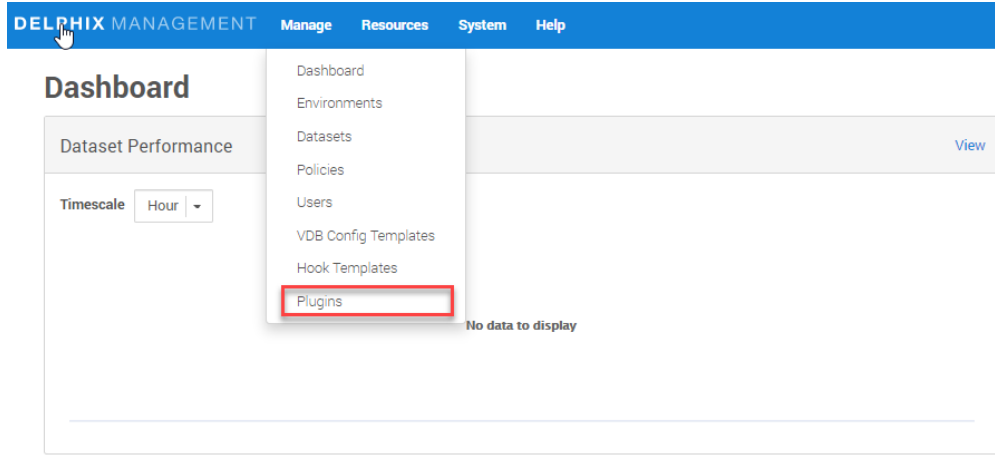 DELPHIX MANAGEMENT Manage Resources System Help
Dashboard
Environments
Datasets
Policies
Users
VDB Config Templates
Hook Templates
Plugins
Dashboard
Dataset Performance View
Timescale Hour
No data to display